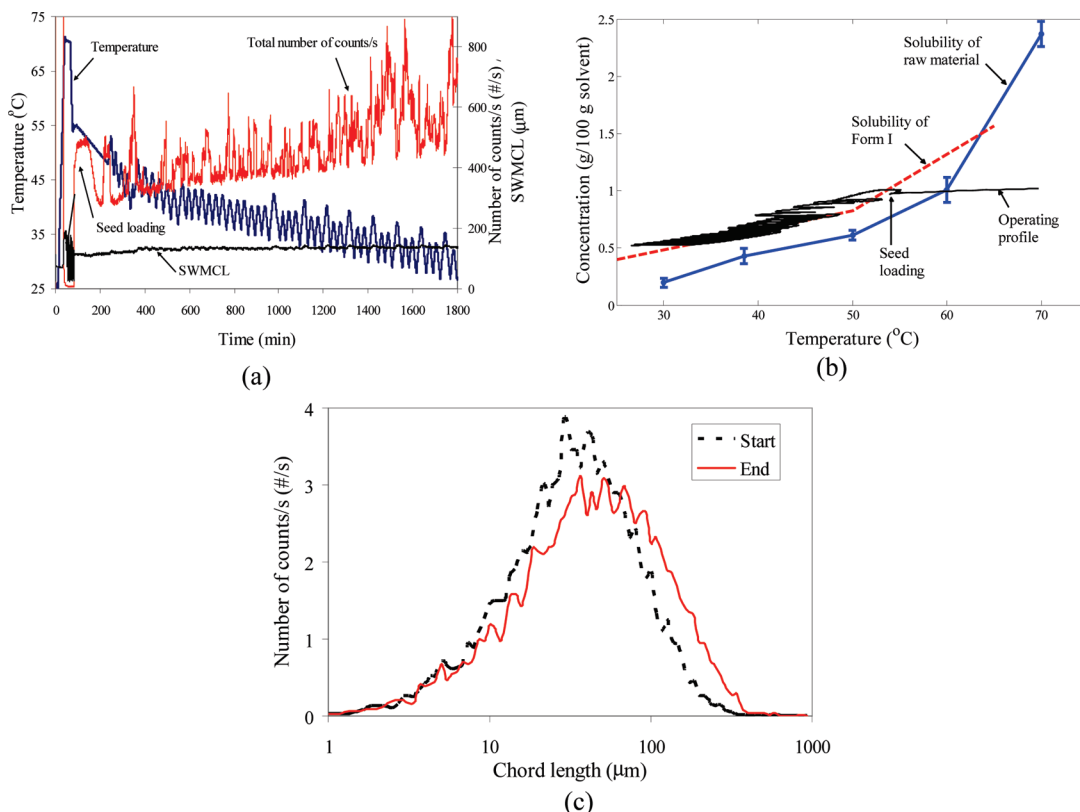 75
65
55
45
35
25
Temperature (°C)
Temperature
Total number of counts/s
Seed loading
SWMCL
800
600
400
200
0
Number of counts/s (#/s) ,
SWMCL (µm)
0 200 400 600 800 1000 1200 1400 1600 1800
Time (min)
(a)
2.5
2
1.5
1
0.5
0
Concentration (g/100 g solvent)
Solubility of
raw material
Solubility of
Form I
Operating
profile
Seed
loading
30 40 50 60 70
Temperature (°C)
(b)
4
3
2
1
0
Number of counts/s (#/s)
Start
End
1 10 100 1000
Chord length (µm)
(c)